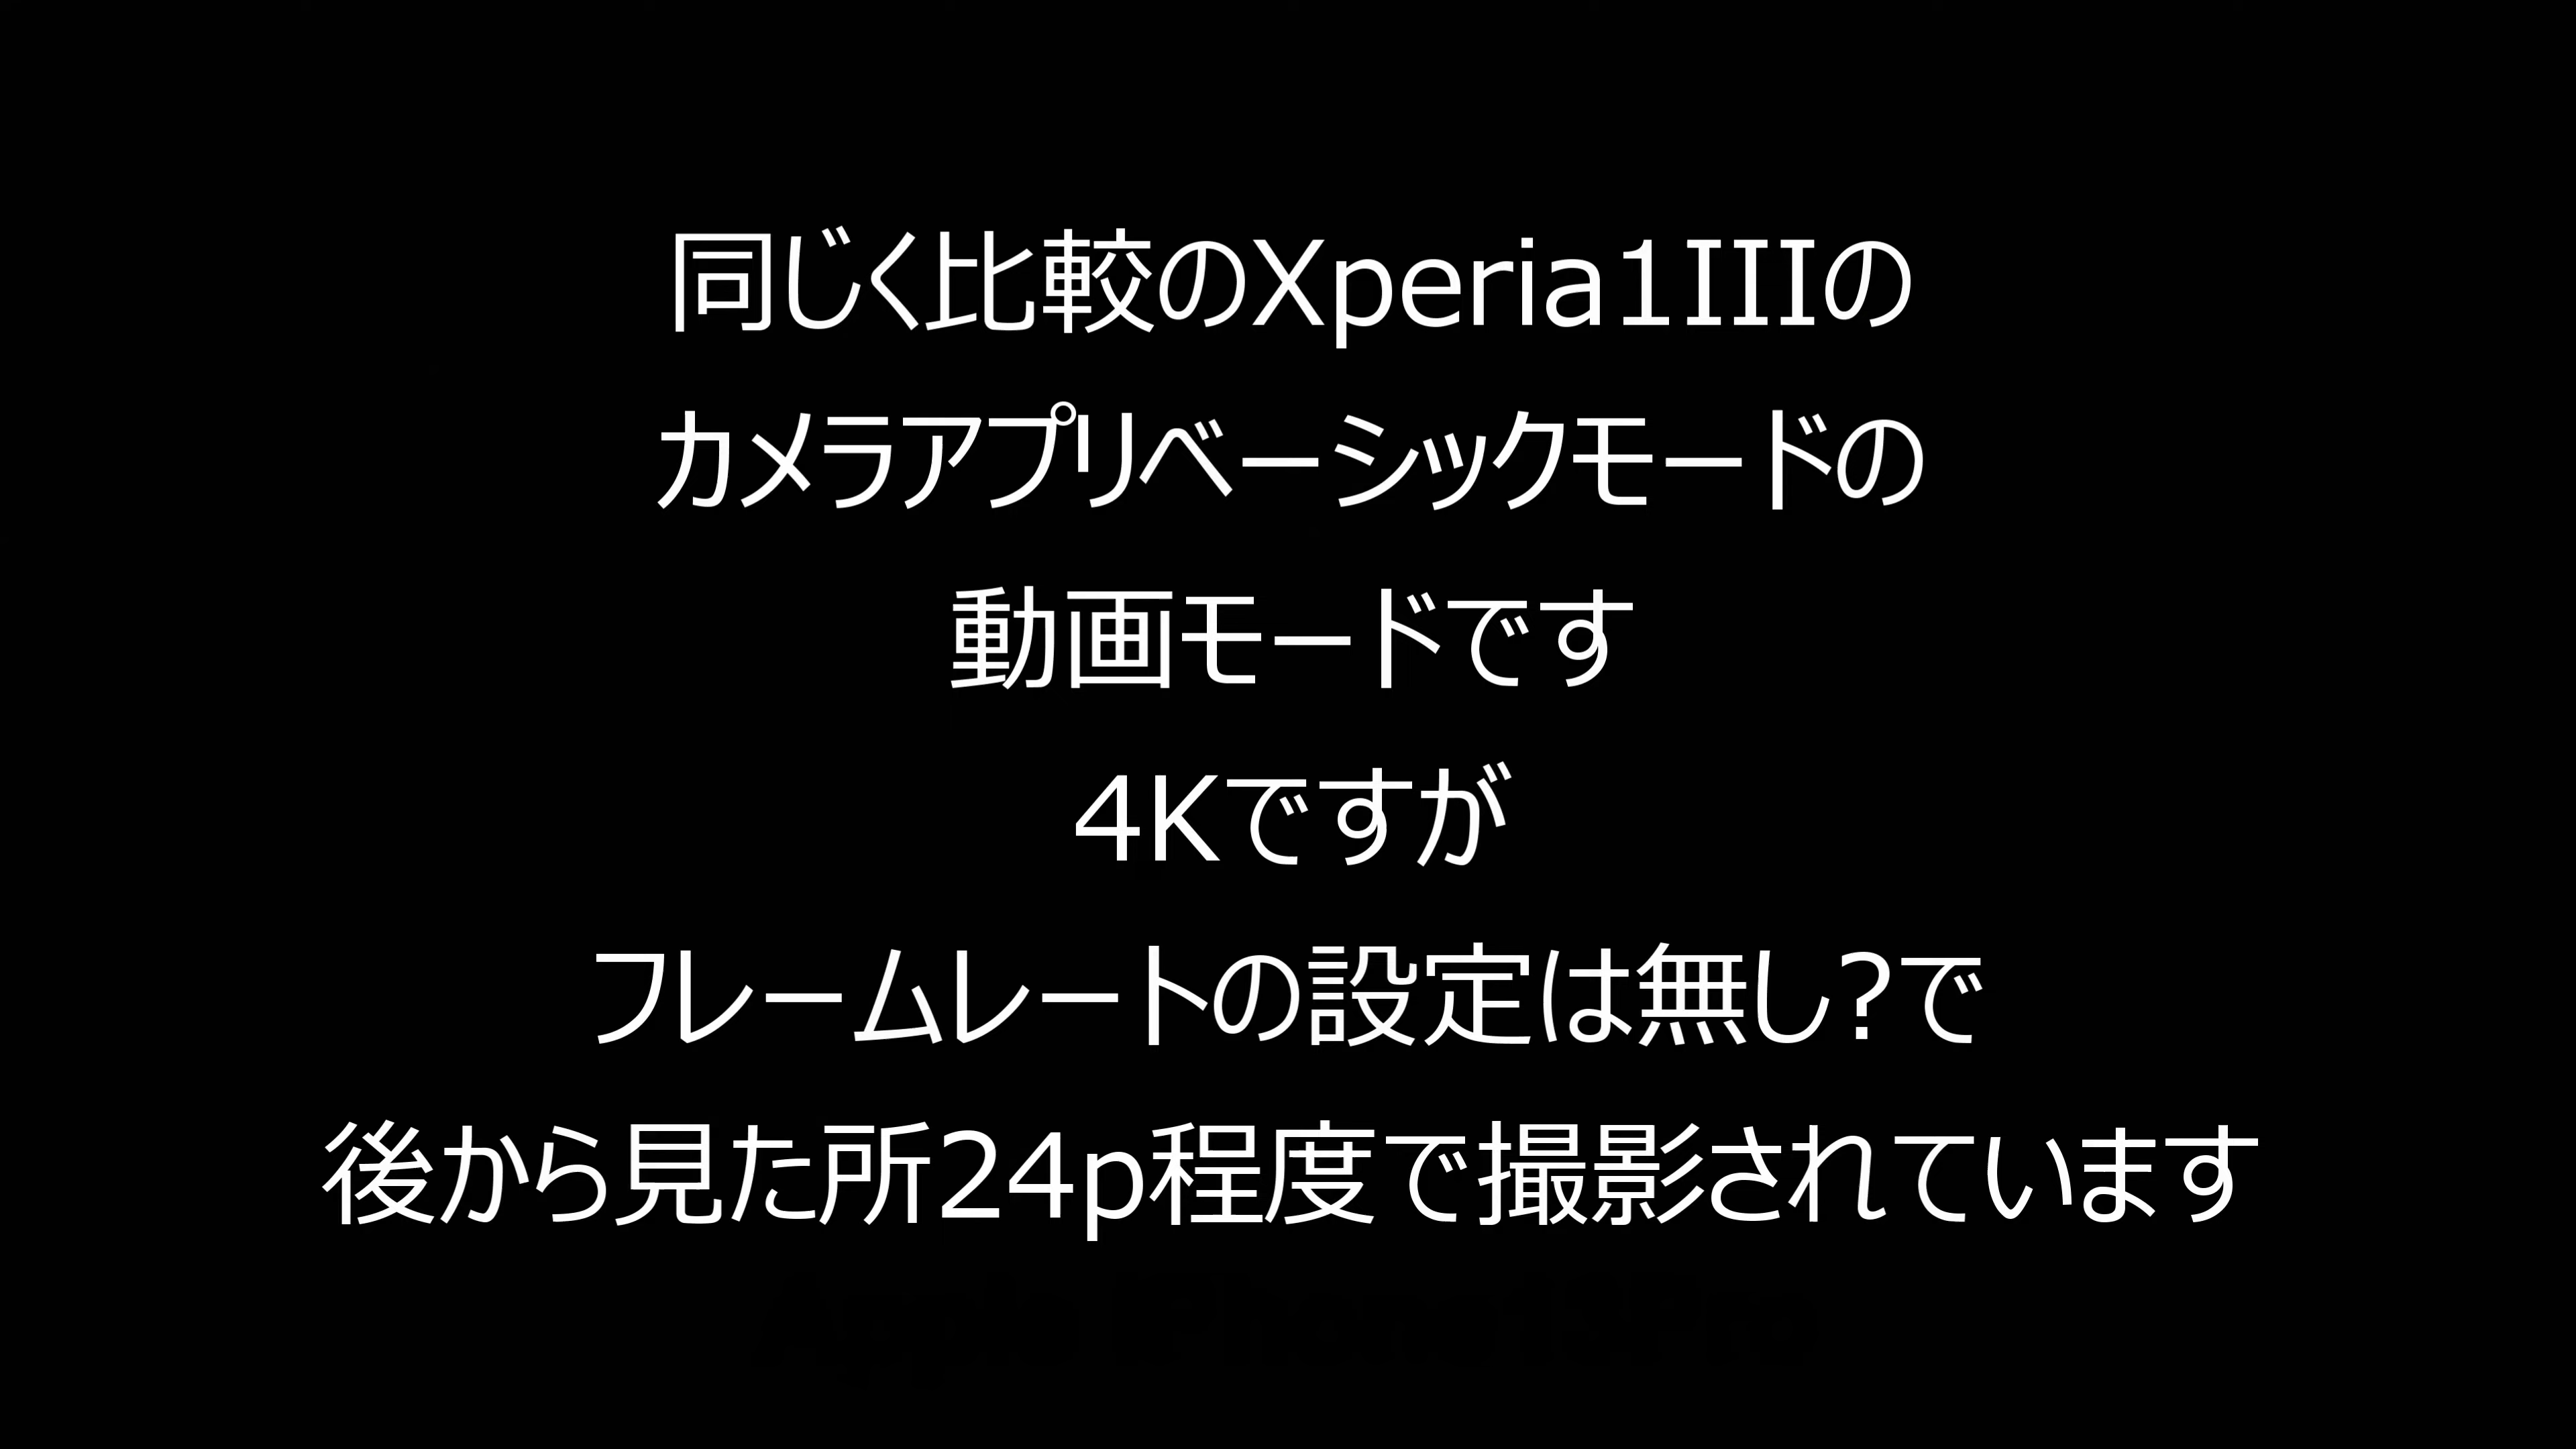 同じく比較のXperia1IIIの
カメラアプリベーシックモードの
動画モードです
4Kですが
フレームレートの設定は無し?で
後から見た所24p程度で撮影されています